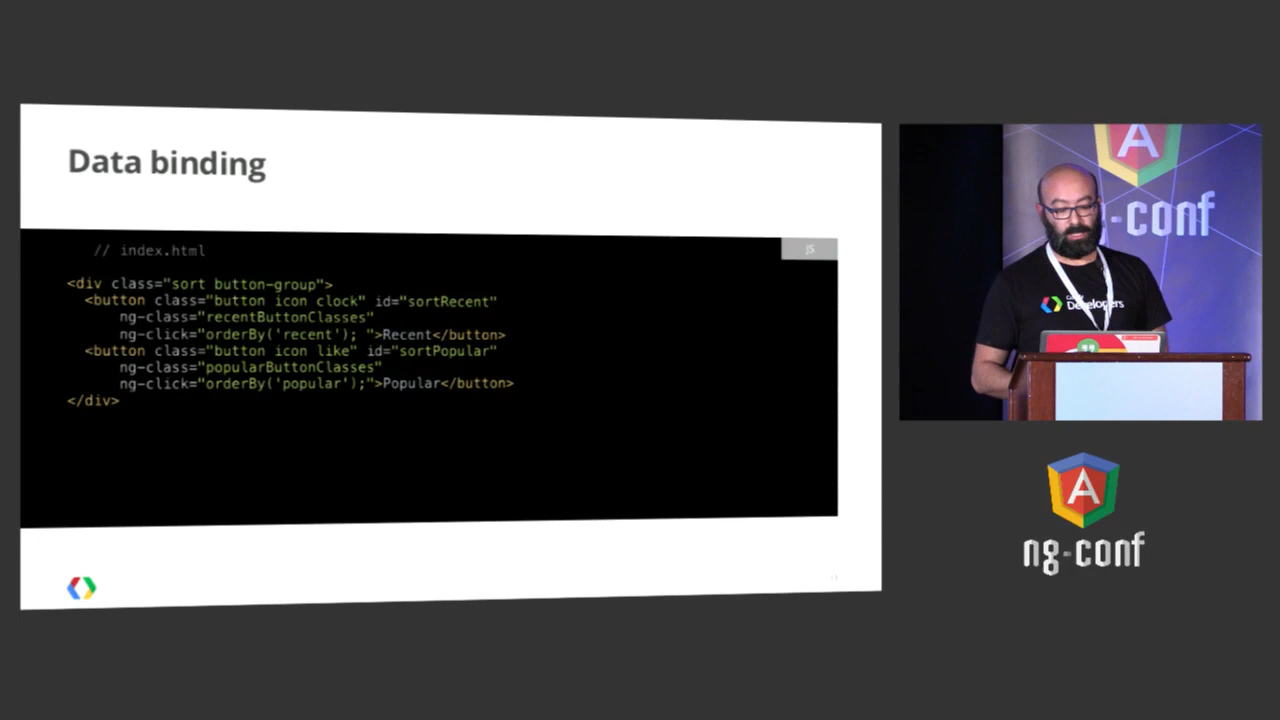 Data binding
JS
// index.html
<div class="sort button-group">
<button class="button icon clock" id="sortRecent"
ng-class="recentButtonClasses"
ng-click="orderBy('recent'); ">Recent</button>
<button class="button icon like" id="sortPopular"
ng-class="popularButtonClasses"
ng-click="orderBy('popular');">Popular</button>
</div>
A
-conf
Developers
A
ng-conf